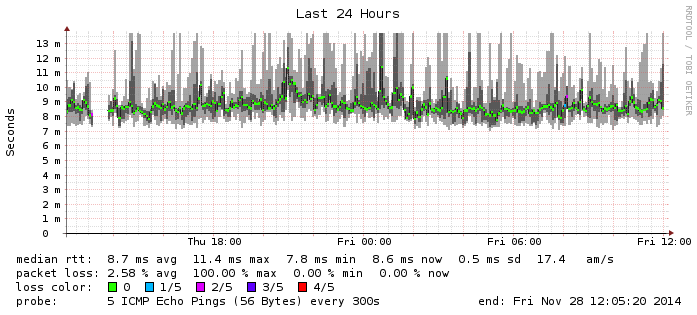 Last 24 Hours
RRDTOOL / TOBI OETIKER
Seconds
13 m
12 m
11 m
10 m
9 m
8 m
7 m
6 m
5 m
4 m
3 m
2 m
1 m
0
Thu 18:00 Fri 00:00 Fri 06:00 Fri 12:00
median rtt: 8.7 ms avg 11.4 ms max 7.8 ms min 8.6 ms now 0.5 ms sd 17.4 am/s
packet loss: 2.58 % avg 100.00 % max 0.00 % min 0.00 % now
loss color: 0 1/5 2/5 3/5 4/5
probe: 5 ICMP Echo Pings (56 Bytes) every 300s end: Fri Nov 28 12:05:20 2014